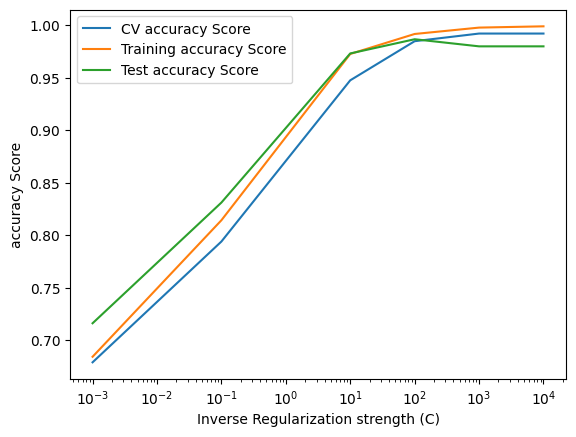 CV accuracy Score
Training accuracy Score
Test accuracy Score
accuracy Score
1.00
0.95
0.90
0.85
0.80
0.75
0.70
10⁻³ 10⁻² 10⁻¹ 10⁰ 10¹ 10² 10³ 10⁴
Inverse Regularization strength (C)